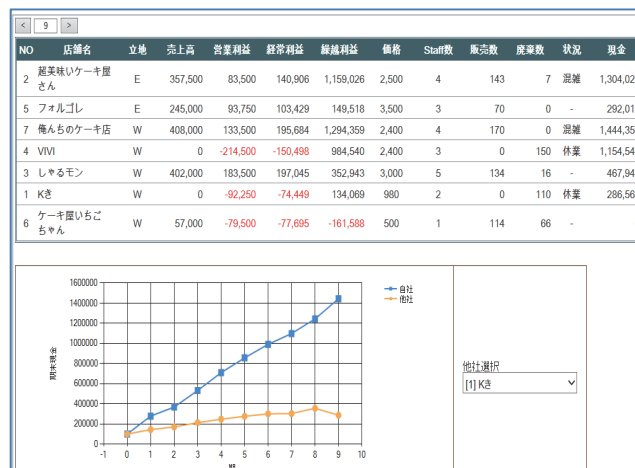 < 9 >
NO 店舗名 立地 売上高 営業利益 経常利益 繰越利益 価格 Staff数 販売数 廃棄数 状況 現金
2 超美味いケーキ屋さん E 357,500 83,500 140,906 1,159,026 2,500 4 143 7 混雑 1,304,02
5 フォルゴレ E 245,000 93,750 103,429 149,518 3,500 3 70 0 - 292,01
7 俺んちのケーキ店 W 408,000 133,500 195,684 1,294,359 2,400 4 170 0 混雑 1,444,35
4 VIVI W 0 -214,500 -150,498 984,540 2,400 3 0 150 休業 1,154,54
3 しゃるモン W 402,000 183,500 197,045 352,943 3,000 5 134 16 - 467,94
1 Kき W 0 -92,250 -74,449 134,069 980 2 0 110 休業 286,56
6 ケーキ屋いちごちゃん W 57,000 -79,500 -77,695 -161,588 500 1 114 66 -
1600000
1400000
1200000
1000000
800000
600000
400000
200000
0
期末現金
-1 0 1 2 3 4 5 6 7 8 9 10
期
自社
他社
他社選択
[1] Kき